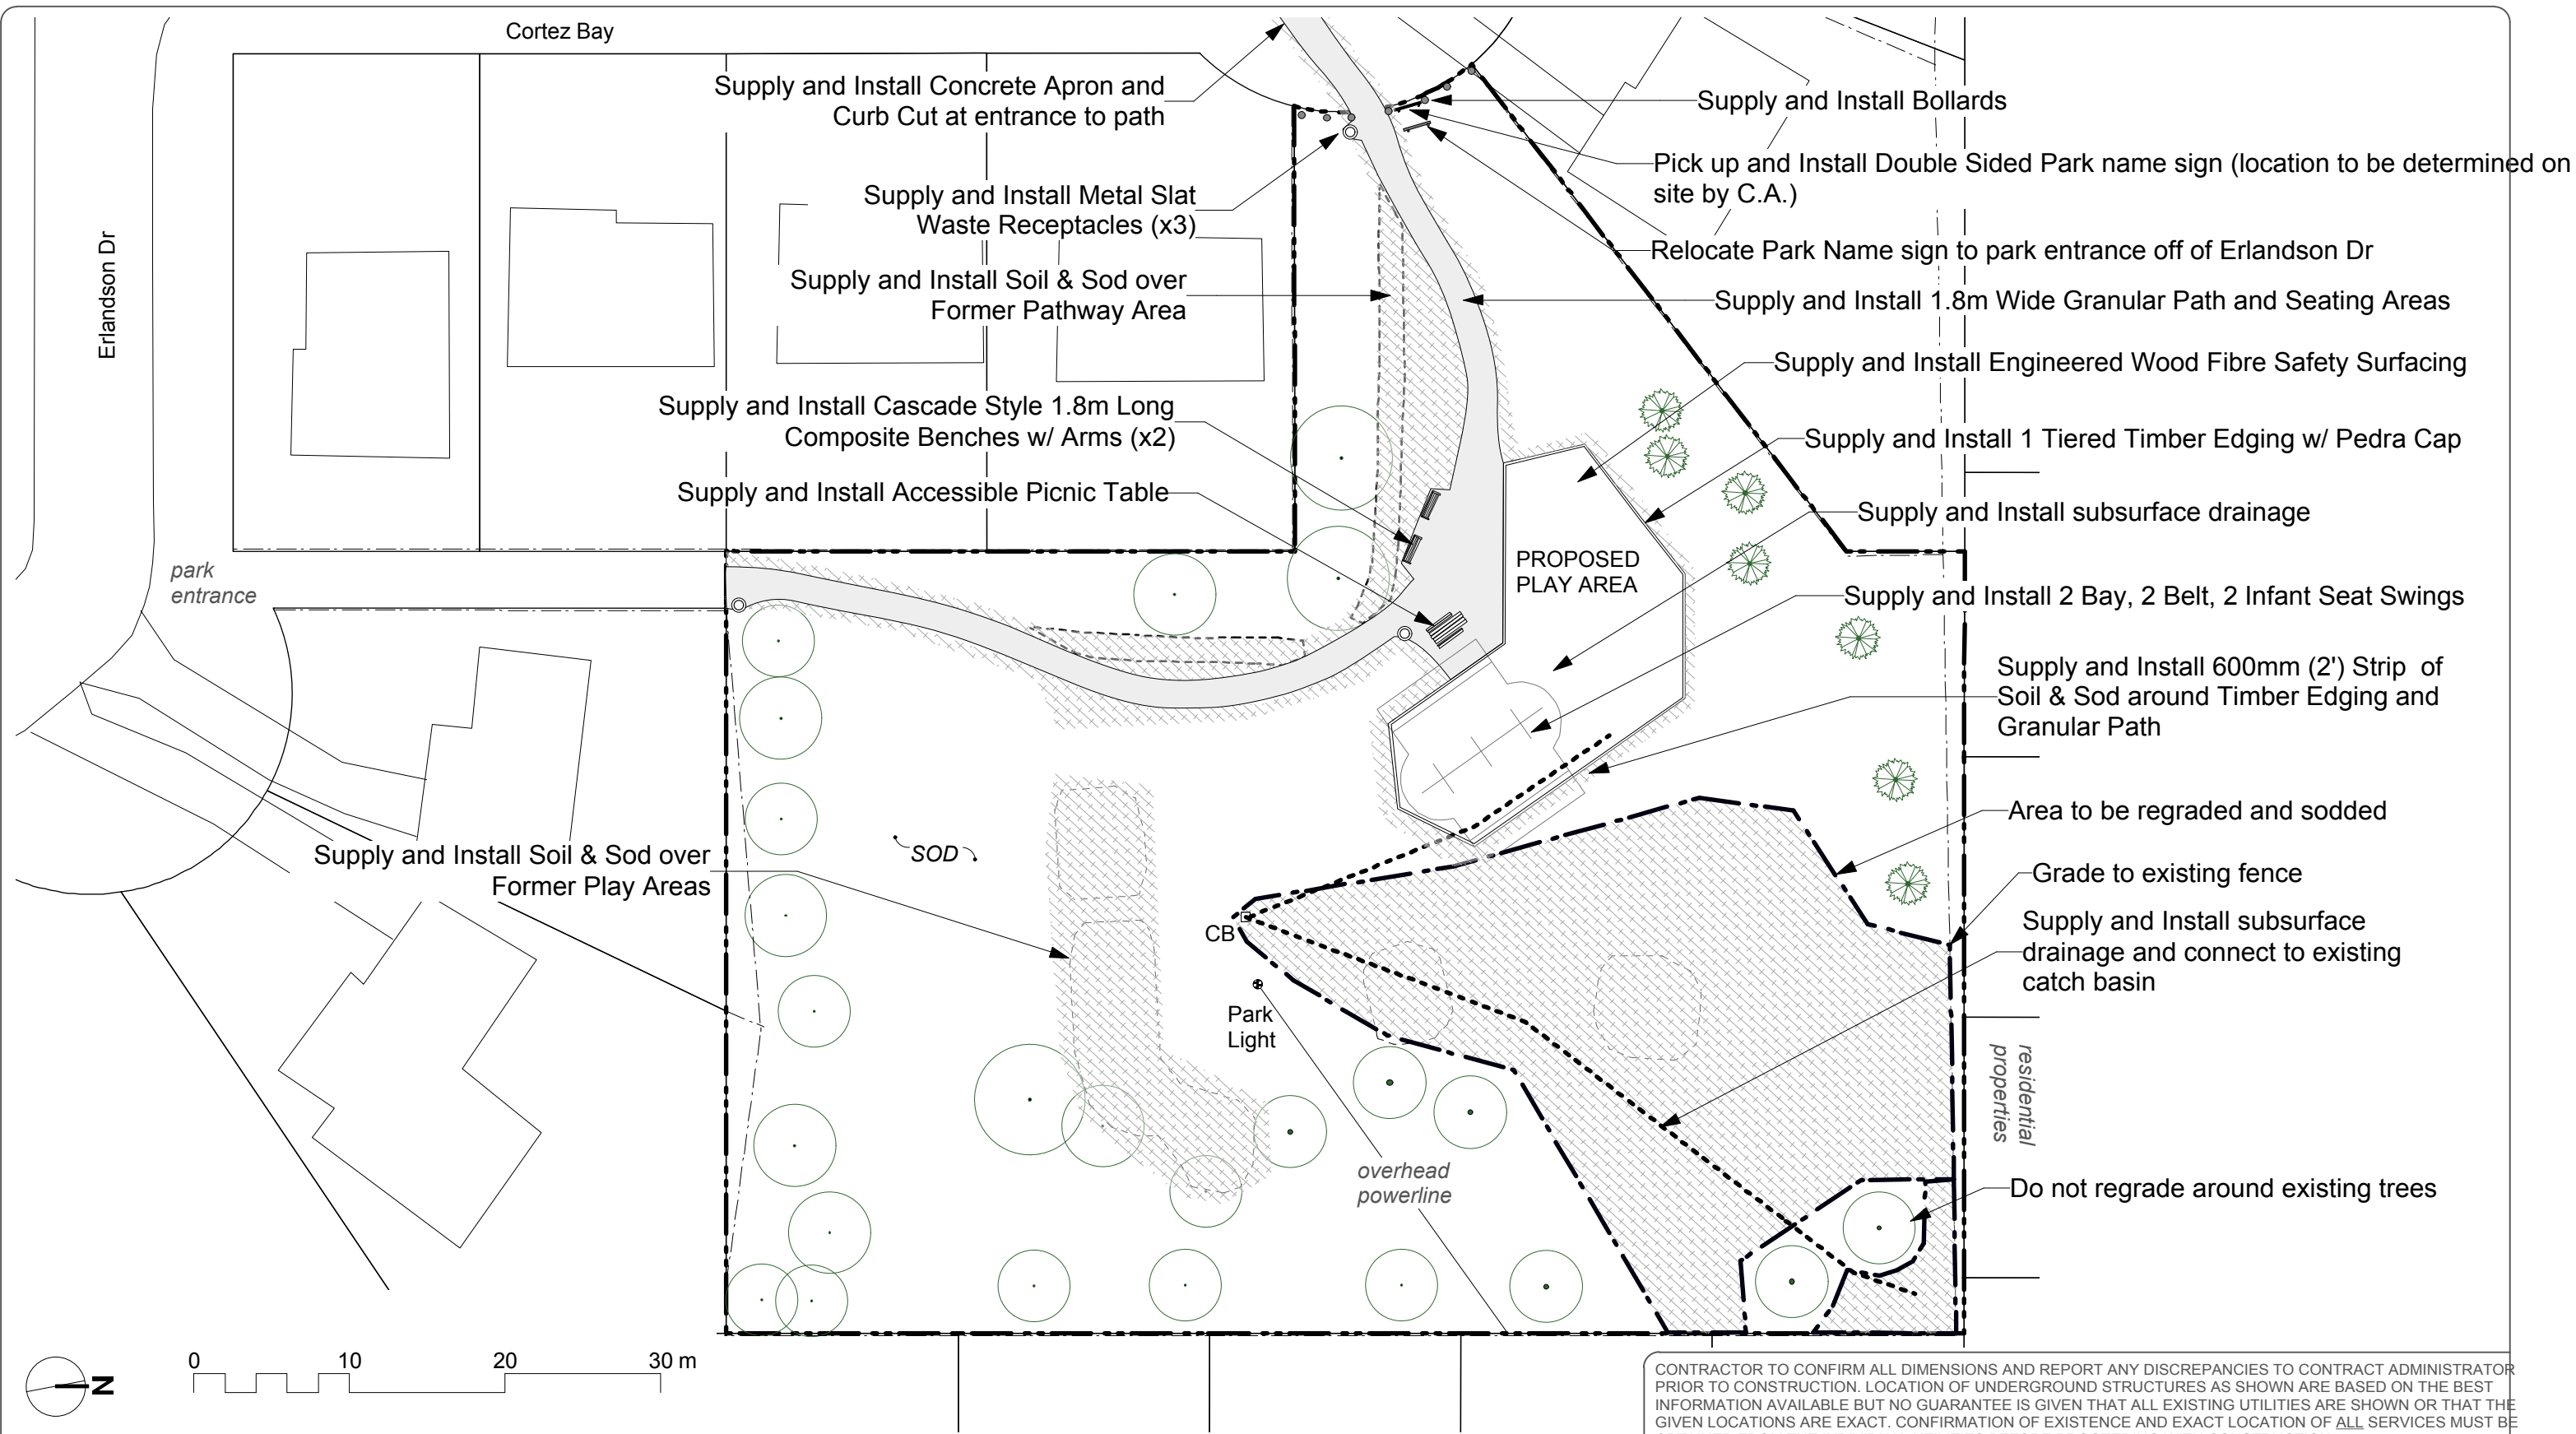 Cortez Bay
Supply and Install Concrete Apron and
Curb Cut at entrance to path
Supply and Install Bollards
Pick up and Install Double Sided Park name sign (location to be determined on
site by C.A.)
Supply and Install Metal Slat
Waste Receptacles (x3)
Relocate Park Name sign to park entrance off of Erlandson Dr
Erlandson Dr
Supply and Install Soil & Sod over
Former Pathway Area
Supply and Install 1.8m Wide Granular Path and Seating Areas
Supply and Install Engineered Wood Fibre Safety Surfacing
Supply and Install Cascade Style 1.8m Long
Composite Benches w/ Arms (x2)
Supply and Install 1 Tiered Timber Edging w/ Pedra Cap
Supply and Install Accessible Picnic Table
Supply and Install subsurface drainage
PROPOSED
PLAY AREA
park
entrance
Supply and Install 2 Bay, 2 Belt, 2 Infant Seat Swings
Supply and Install 600mm (2') Strip of
Soil & Sod around Timber Edging and
Granular Path
Area to be regraded and sodded
Supply and Install Soil & Sod over
Former Play Areas
SOD
Grade to existing fence
CB
Supply and Install subsurface
drainage and connect to existing
catch basin
Park
Light
residential
properties
overhead
powerline
Do not regrade around existing trees
N
0 10 20 30 m
CONTRACTOR TO CONFIRM ALL DIMENSIONS AND REPORT ANY DISCREPANCIES TO CONTRACT ADMINISTRATOR
PRIOR TO CONSTRUCTION. LOCATION OF UNDERGROUND STRUCTURES AS SHOWN ARE BASED ON THE BEST
INFORMATION AVAILABLE BUT NO GUARANTEE IS GIVEN THAT ALL EXISTING UTILITIES ARE SHOWN OR THAT THE
GIVEN LOCATIONS ARE EXACT. CONFIRMATION OF EXISTENCE AND EXACT LOCATION OF ALL SERVICES MUST BE